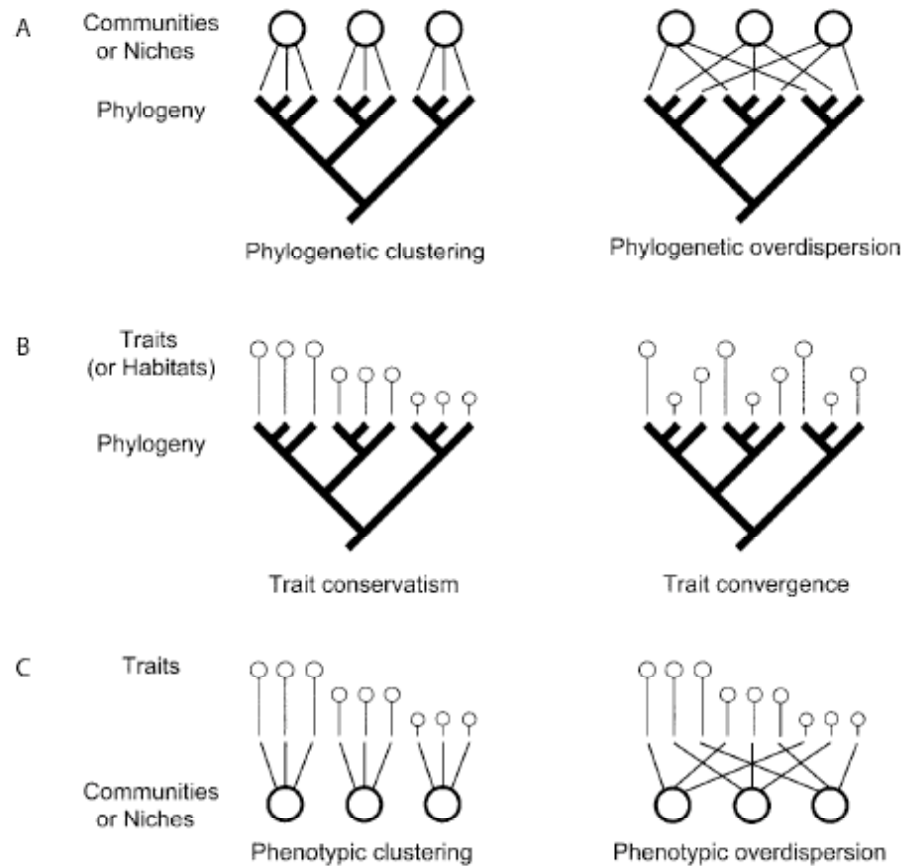 A
Communities
or Niches
Phylogeny
Phylogenetic clustering
Phylogenetic overdispersion
B
Traits
(or Habitats)
Phylogeny
Trait conservatism
Trait convergence
C
Traits
Communities
or Niches
Phenotypic clustering
Phenotypic overdispersion